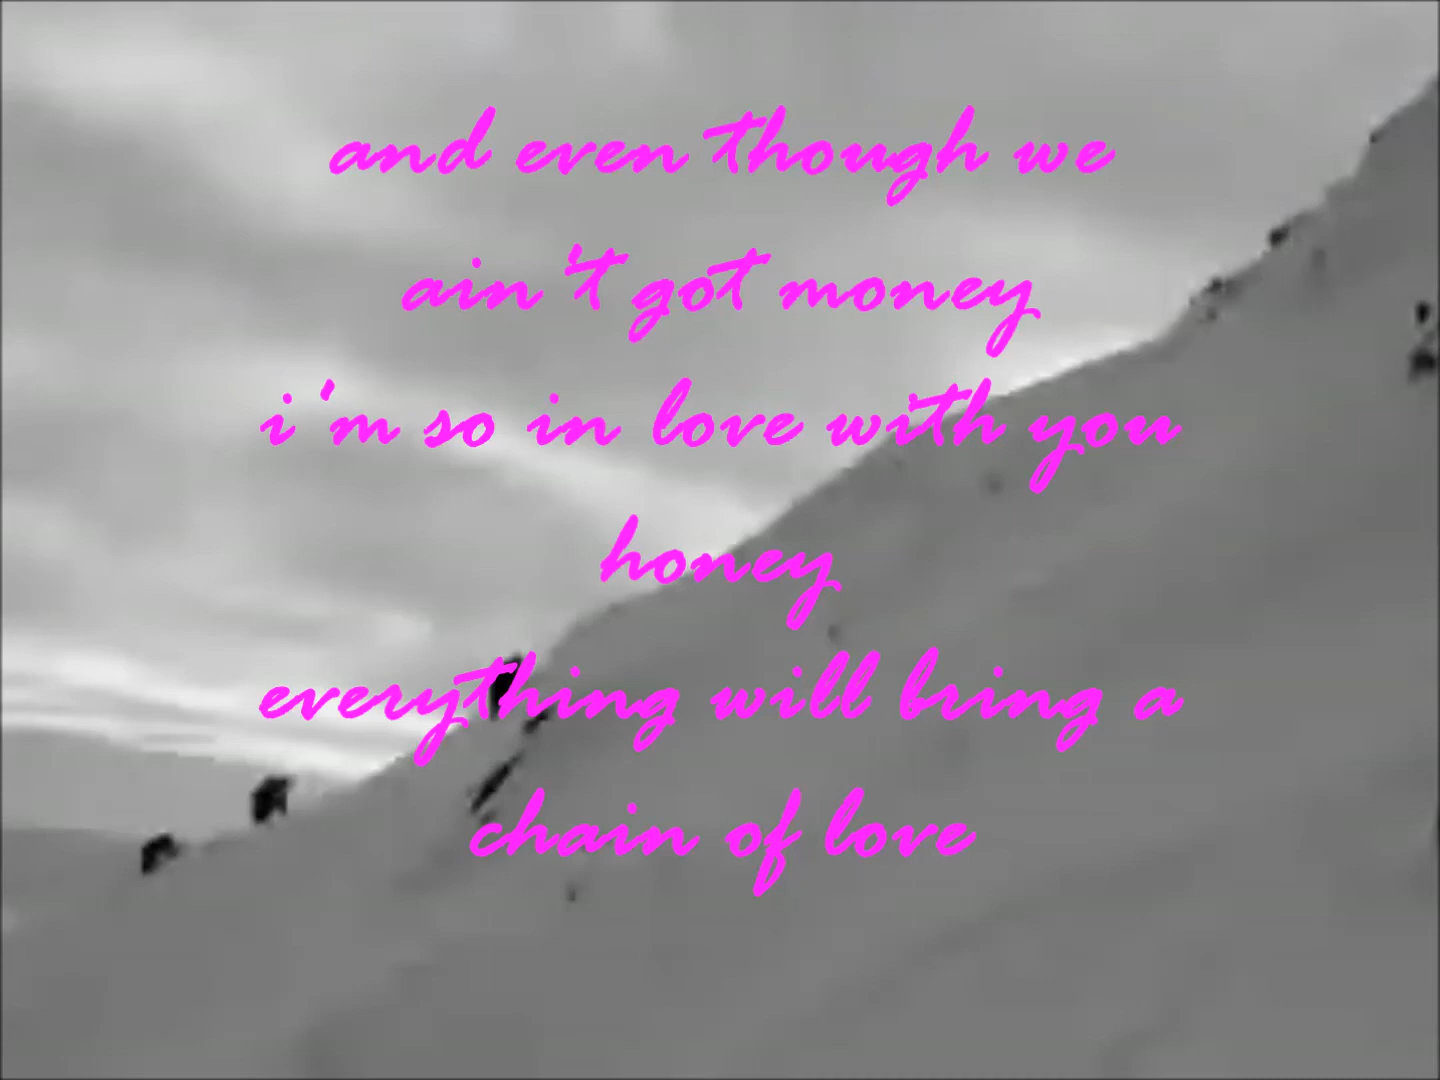 and even though we
ain't got money
i'm so in love with you
honey
everything will bring a
chain of love